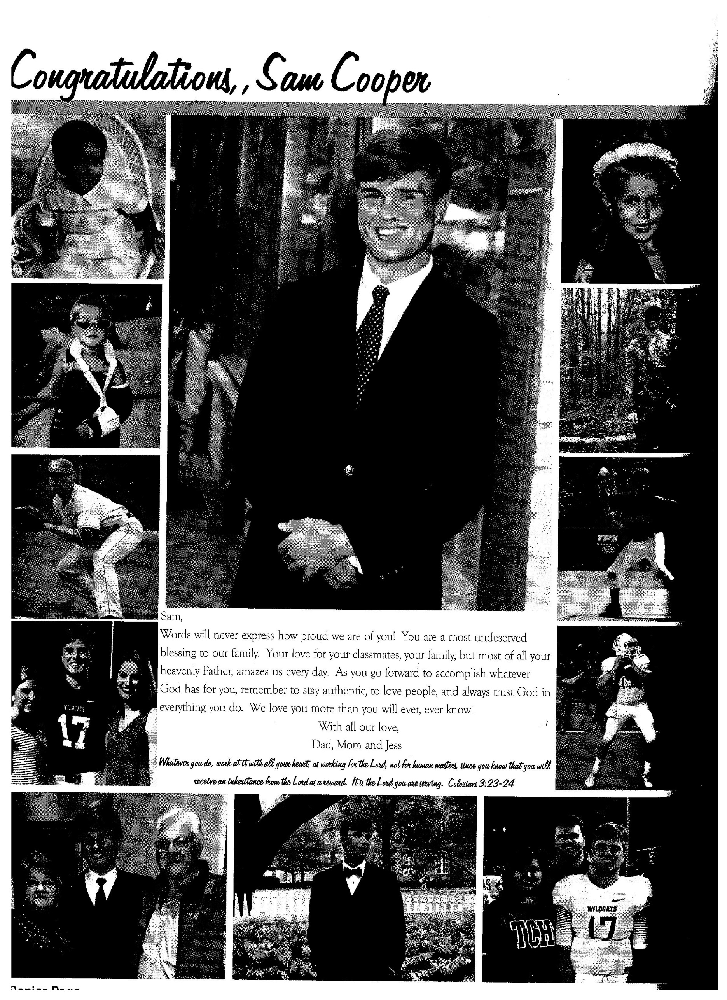 Congratulations,, Sam Cooper
Sam,
Words will never express how proud we are of you! You are a most undeserved
blessing to our family. Your love for your classmates, your family, but most of all your
heavenly Father, amazes us every day. As you go forward to accomplish whatever
God has for you, remember to stay authentic, to love people, and always trust God in
everything you do. We love you more than you will ever, ever know!
With all our love,
Dad, Mom and Jess
Whatever you do, work at it with all your heart, as working for the Lord, not for human masters, since you know that you will
receive an inheritance from the Lord as a reward. It is the Lord you are serving. Colossians 3:23-24
TPX
BASEBALL
WILDCATS
17
WILDCATS
17
TCH